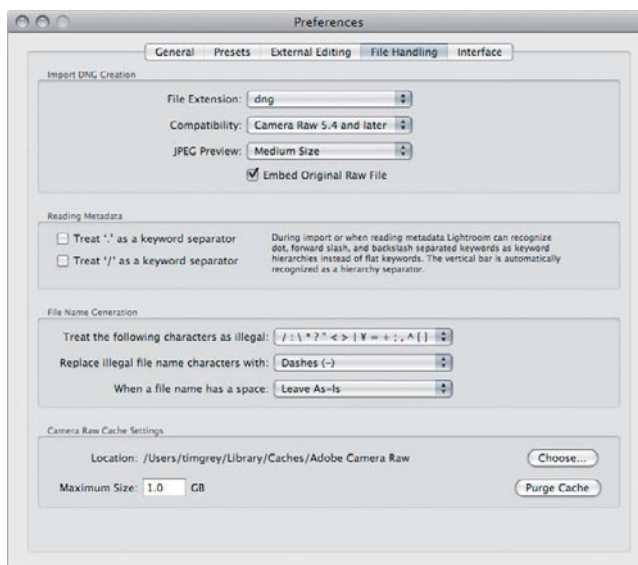 Preferences
General Presets External Editing File Handling Interface
Import DNG Creation
File Extension: dng
Compatibility: Camera Raw 5.4 and later
JPEG Preview: Medium Size
Embed Original Raw File
Reading Metadata
Treat '.' as a keyword separator
Treat '/' as a keyword separator
During import or when reading metadata Lightroom can recognize
dot, forward slash, and backslash separated keywords as keyword
hierarchies instead of flat keywords. The vertical bar is automatically
recognized as a hierarchy separator.
File Name Generation
Treat the following characters as illegal: / : \ * ? " < > | ¥ = + ; , ^ [ ]
Replace illegal file name characters with: Dashes (-)
When a file name has a space: Leave As-Is
Camera Raw Cache Settings
Location: /Users/timgrey/Library/Caches/Adobe Camera Raw Choose...
Maximum Size: 1.0 GB Purge Cache